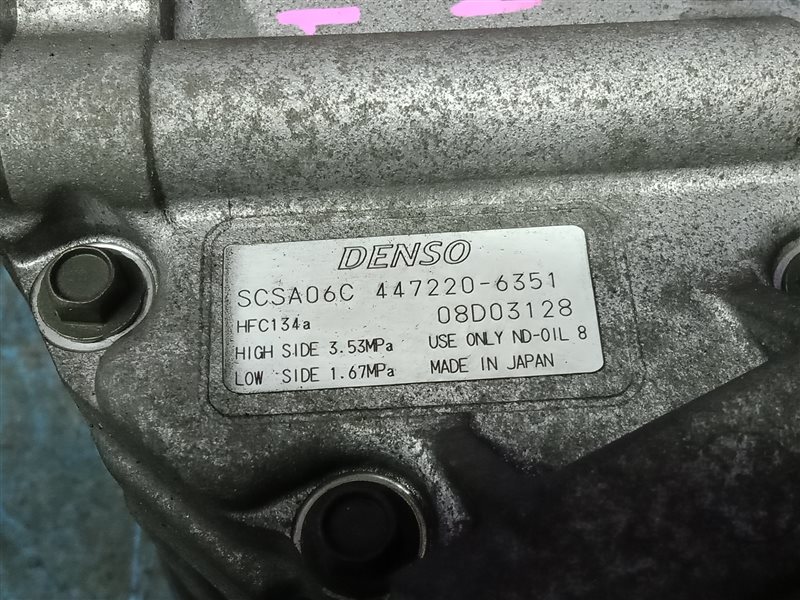 DENSO
SCSA06C 447220-6351
HFC134a 08D03128
HIGH SIDE 3.53MPa USE ONLY ND-OIL 8
LOW SIDE 1.67MPa MADE IN JAPAN